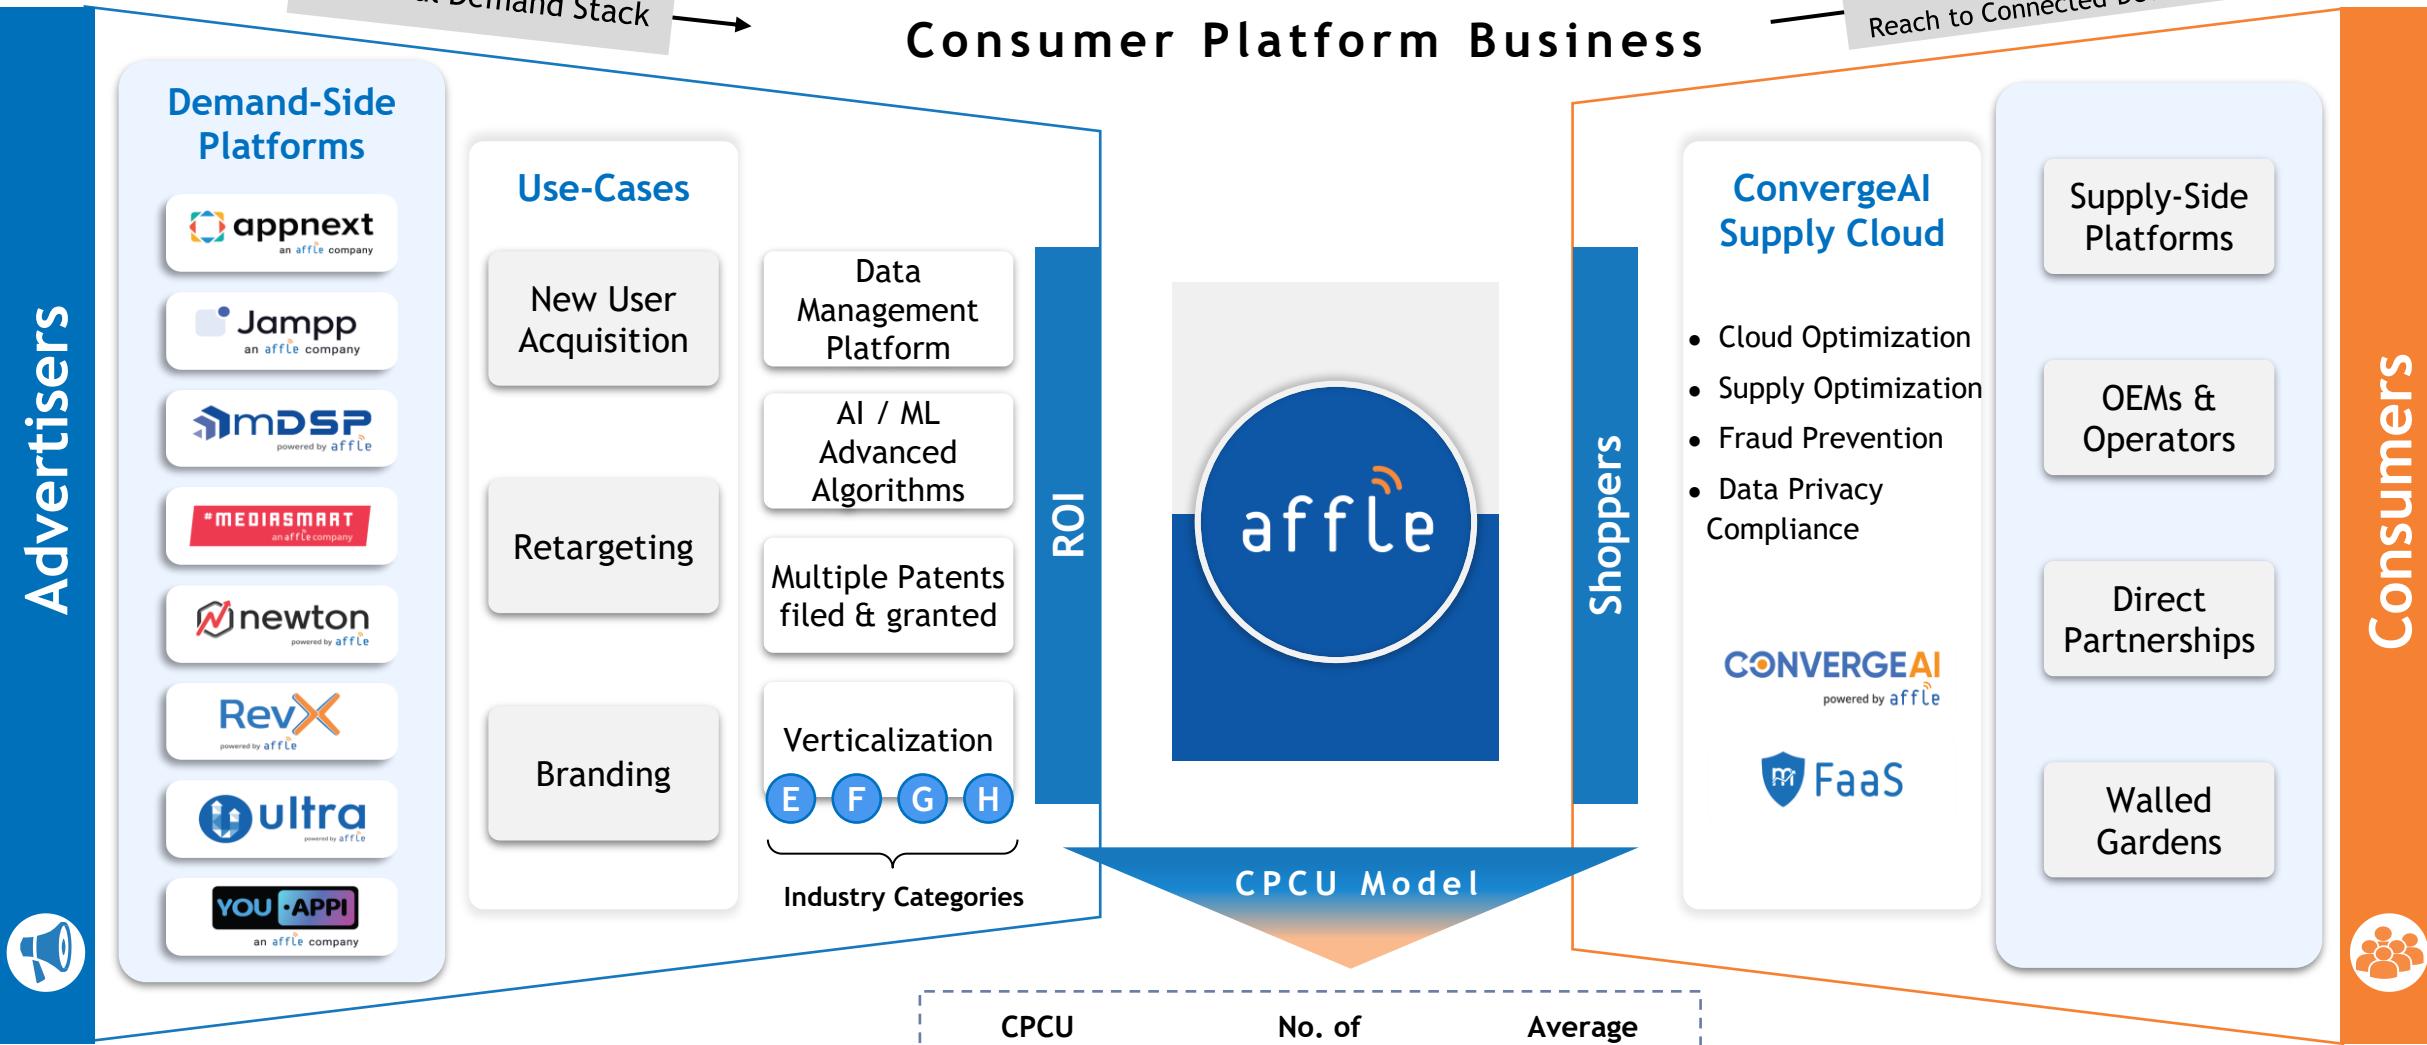 Demand Stack
Consumer Platform Business
Reach to Connected
Advertisers
Demand-Side
Platforms
appnext
an affle company
Jampp
an affle company
mDSP
powered by affle
#MEDIASMART
an affle company
newton
powered by affle
RevX
powered by affle
ultra
powered by affle
YOU•APPI
an affle company
Use-Cases
New User
Acquisition
Retargeting
Branding
Data
Management
Platform
AI / ML
Advanced
Algorithms
Multiple Patents
filed & granted
Verticalization
E F G H
Industry Categories
ROI
affle
Shoppers
CPCU Model
ConvergeAI
Supply Cloud
• Cloud Optimization
• Supply Optimization
• Fraud Prevention
• Data Privacy
Compliance
CONVERGEAI
powered by affle
FaaS
Supply-Side
Platforms
OEMs &
Operators
Direct
Partnerships
Walled
Gardens
Consumers
CPCU No. of Average